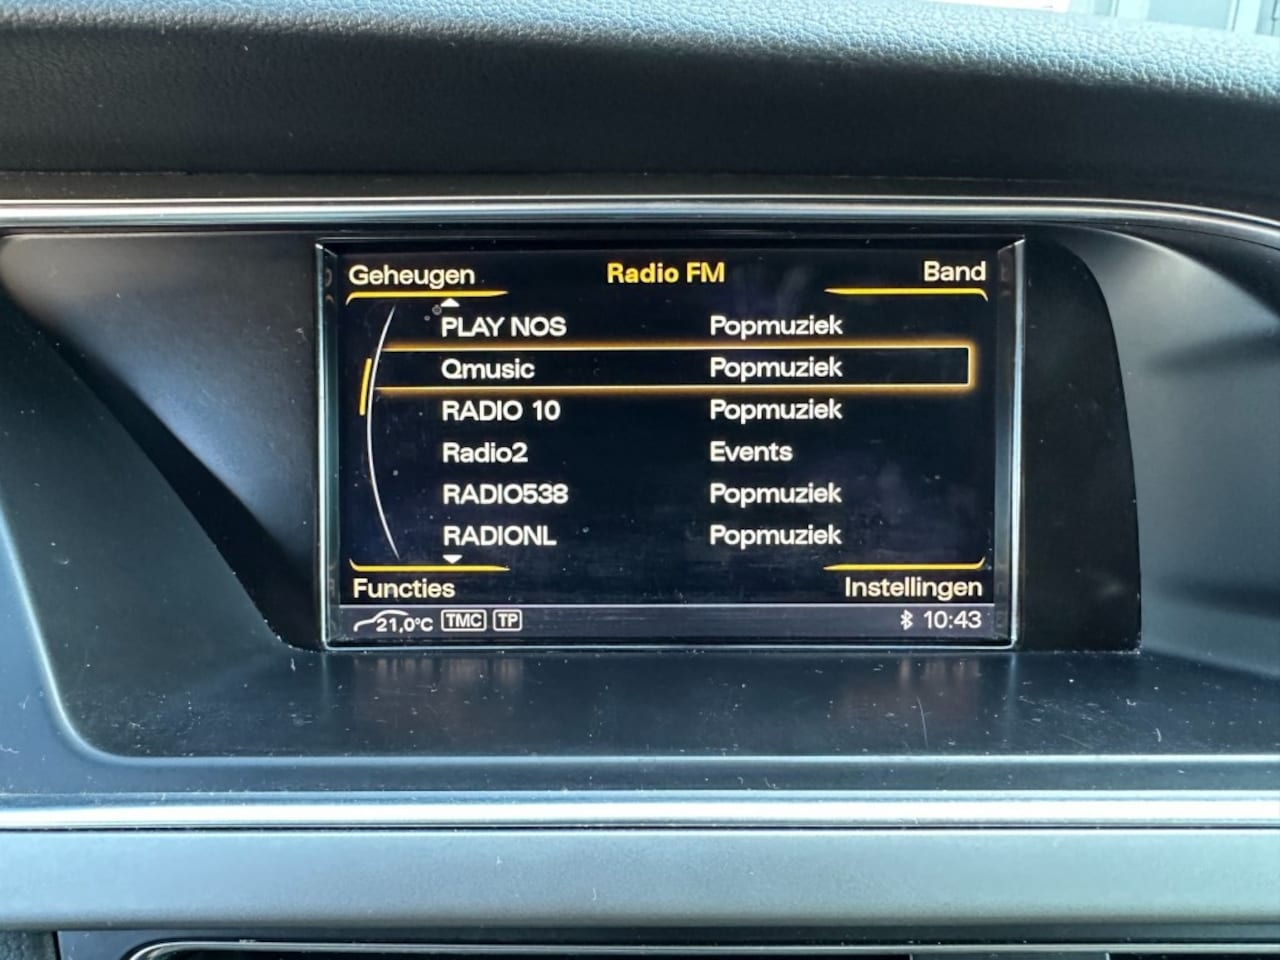 Geheugen Radio FM Band
PLAY NOS Popmuziek
Qmusic Popmuziek
RADIO 10 Popmuziek
Radio2 Events
RADIO538 Popmuziek
RADIONL Popmuziek
Functies Instellingen
21,0°C TMC TP 10:43